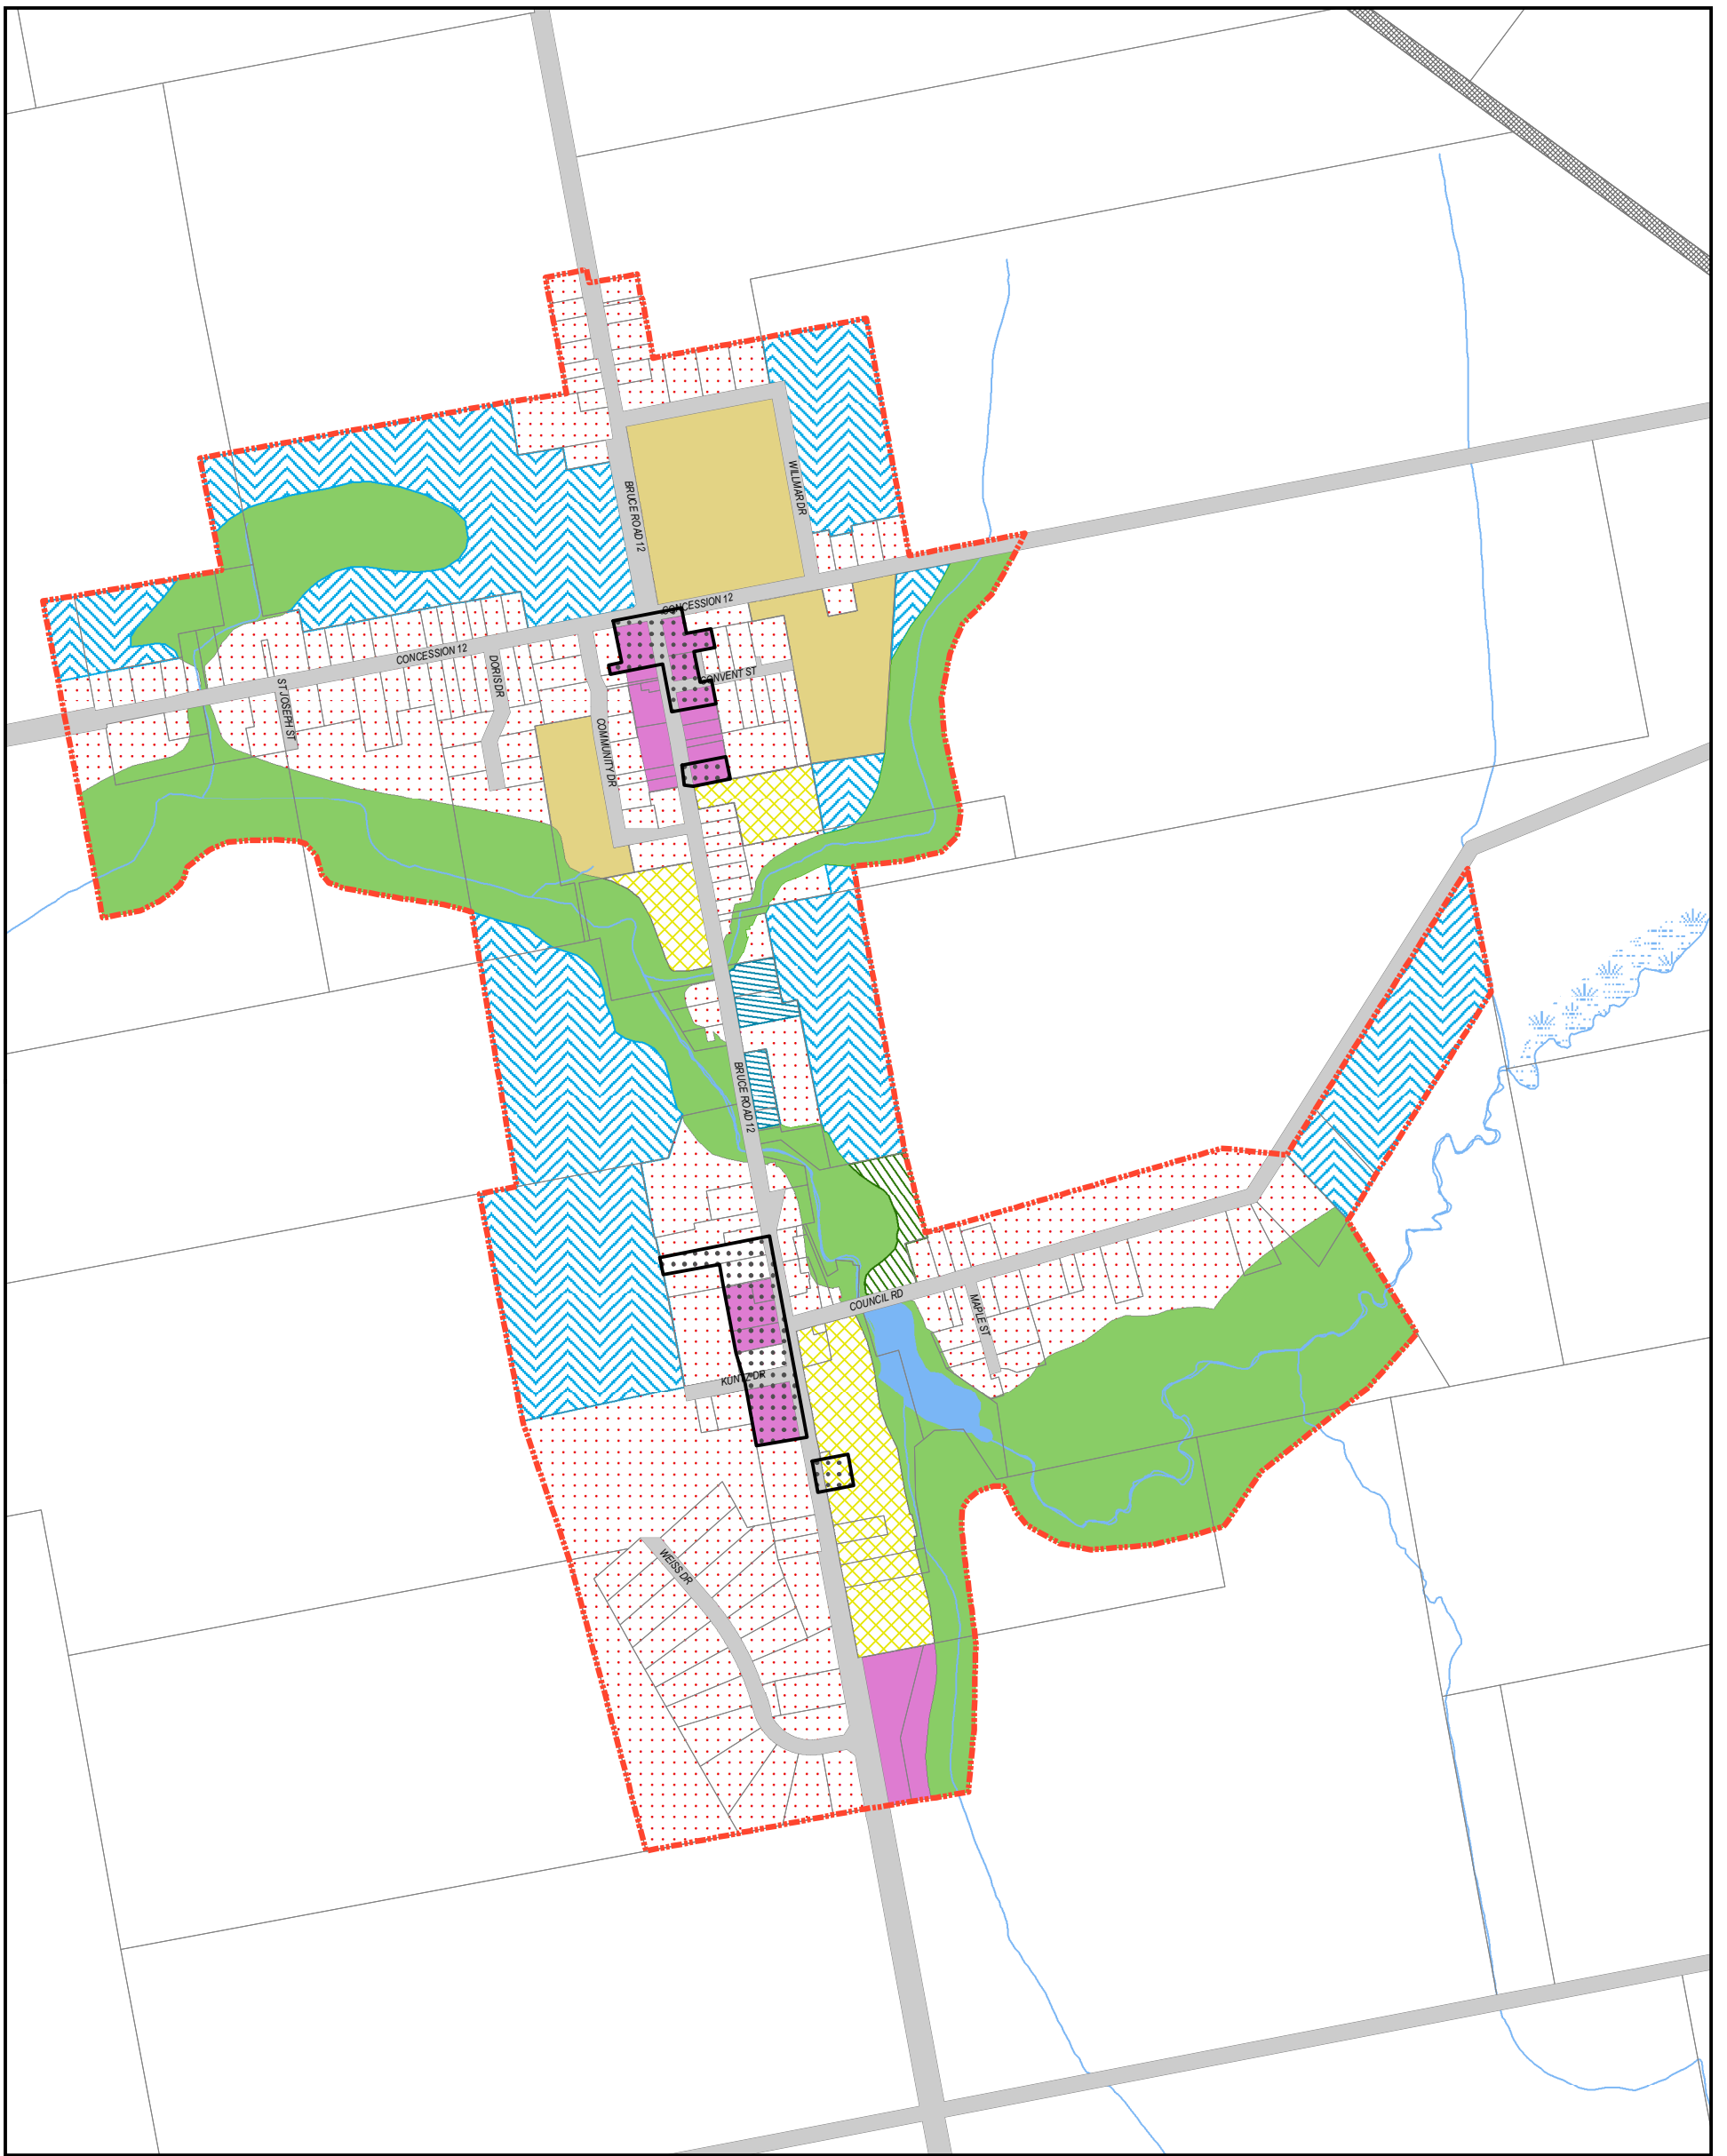 WILLMAR DR
BRUCE ROAD 12
CONCESSION 12
CONCESSION 12
DORIS DR
CONVENT ST
ST JOSEPH ST
COMMUNITY DR
BRUCE ROAD 12
COUNCIL RD
MAPLE ST
KUNTZ DR
WEISS DR